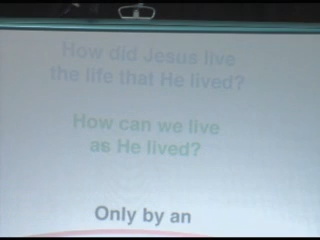 How did Jesus live
the life that He lived?
How can we live
as He lived?
Only by an